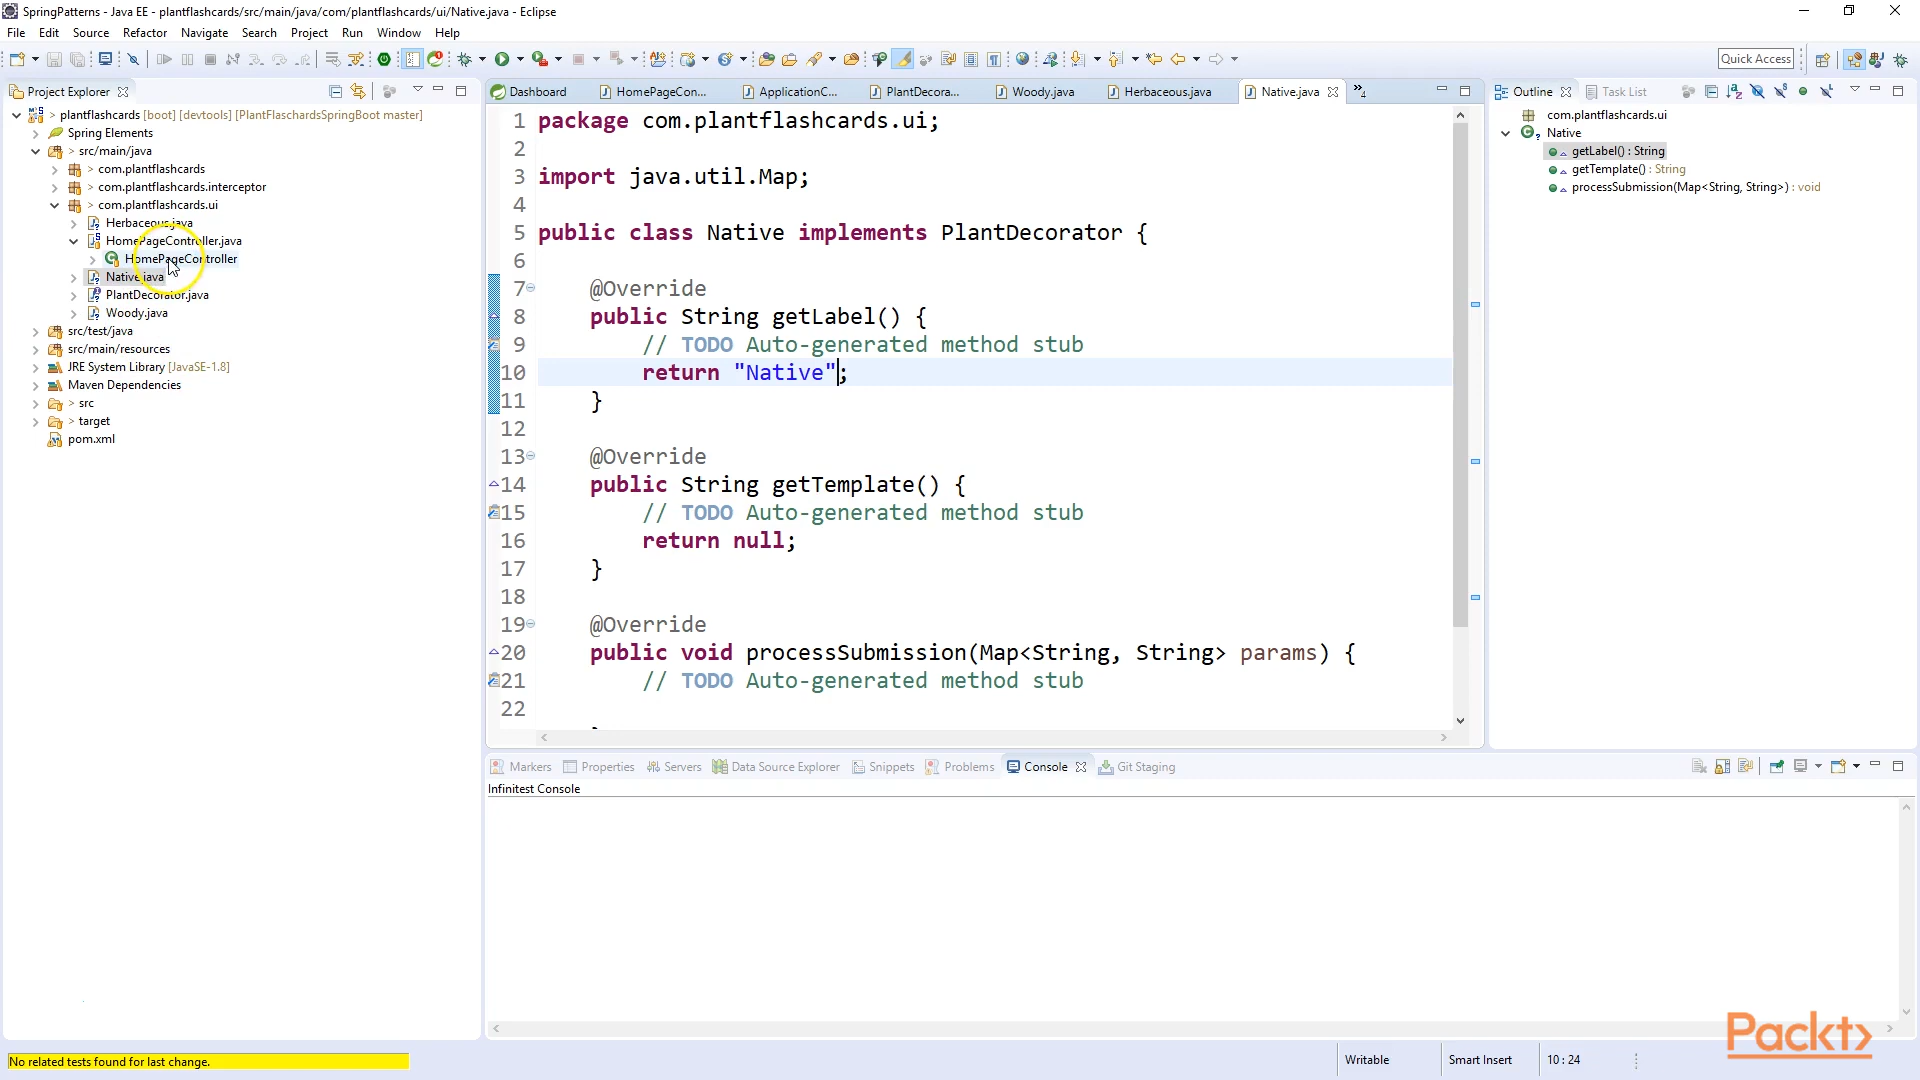 SpringPatterns - Java EE - plantflashcards/src/main/java/com/plantflashcards/ui/Native.java - Eclipse
File Edit Source Refactor Navigate Search Project Run Window Help
Quick Access
Project Explorer
plantflashcards [boot] [devtools] [PlantFlaschardsSpringBoot master]
Spring Elements
src/main/java
com.plantflashcards
com.plantflashcards.interceptor
com.plantflashcards.ui
Herbaceous.java
HomePageController.java
HomePageController
Native.java
PlantDecorator.java
Woody.java
src/test/java
src/main/resources
JRE System Library [JavaSE-1.8]
Maven Dependencies
src
target
pom.xml
Dashboard HomePageCon... ApplicationC... PlantDecora... Woody.java Herbaceous.java Native.java »4
1 package com.plantflashcards.ui;
2
3 import java.util.Map;
4
5 public class Native implements PlantDecorator {
6
7 @Override
8 public String getLabel() {
9 // TODO Auto-generated method stub
10 return "Native";
11 }
12
13 @Override
14 public String getTemplate() {
15 // TODO Auto-generated method stub
16 return null;
17 }
18
19 @Override
20 public void processSubmission(Map<String, String> params) {
21 // TODO Auto-generated method stub
22
Outline Task List
com.plantflashcards.ui
Native
getLabel() : String
getTemplate() : String
processSubmission(Map<String, String>) : void
Markers Properties Servers Data Source Explorer Snippets Problems Console Git Staging
Infinitest Console
No related tests found for last change.
Writable Smart Insert 10 : 24
Packt>